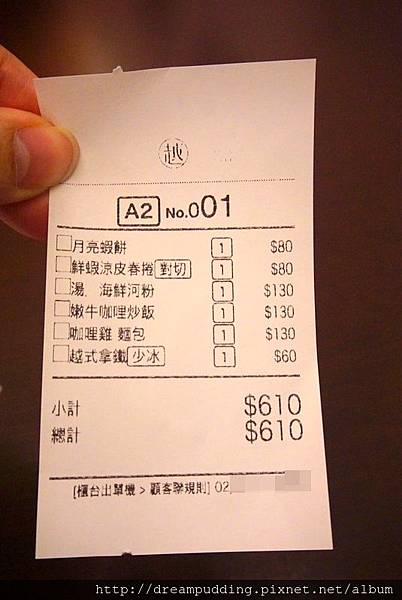 越
A2 No.001
月亮蝦餅 1 $80
鮮蝦涼皮春捲 對切 1 $80
湯．海鮮河粉 1 $130
嫩牛咖哩炒飯 1 $130
咖哩雞 麵包 1 $130
越式拿鐵 少冰 1 $60
小計 $610
總計 $610
[櫃台出單機 > 顧客聯規則] 02
http://dreampudding.pixnet.net/album